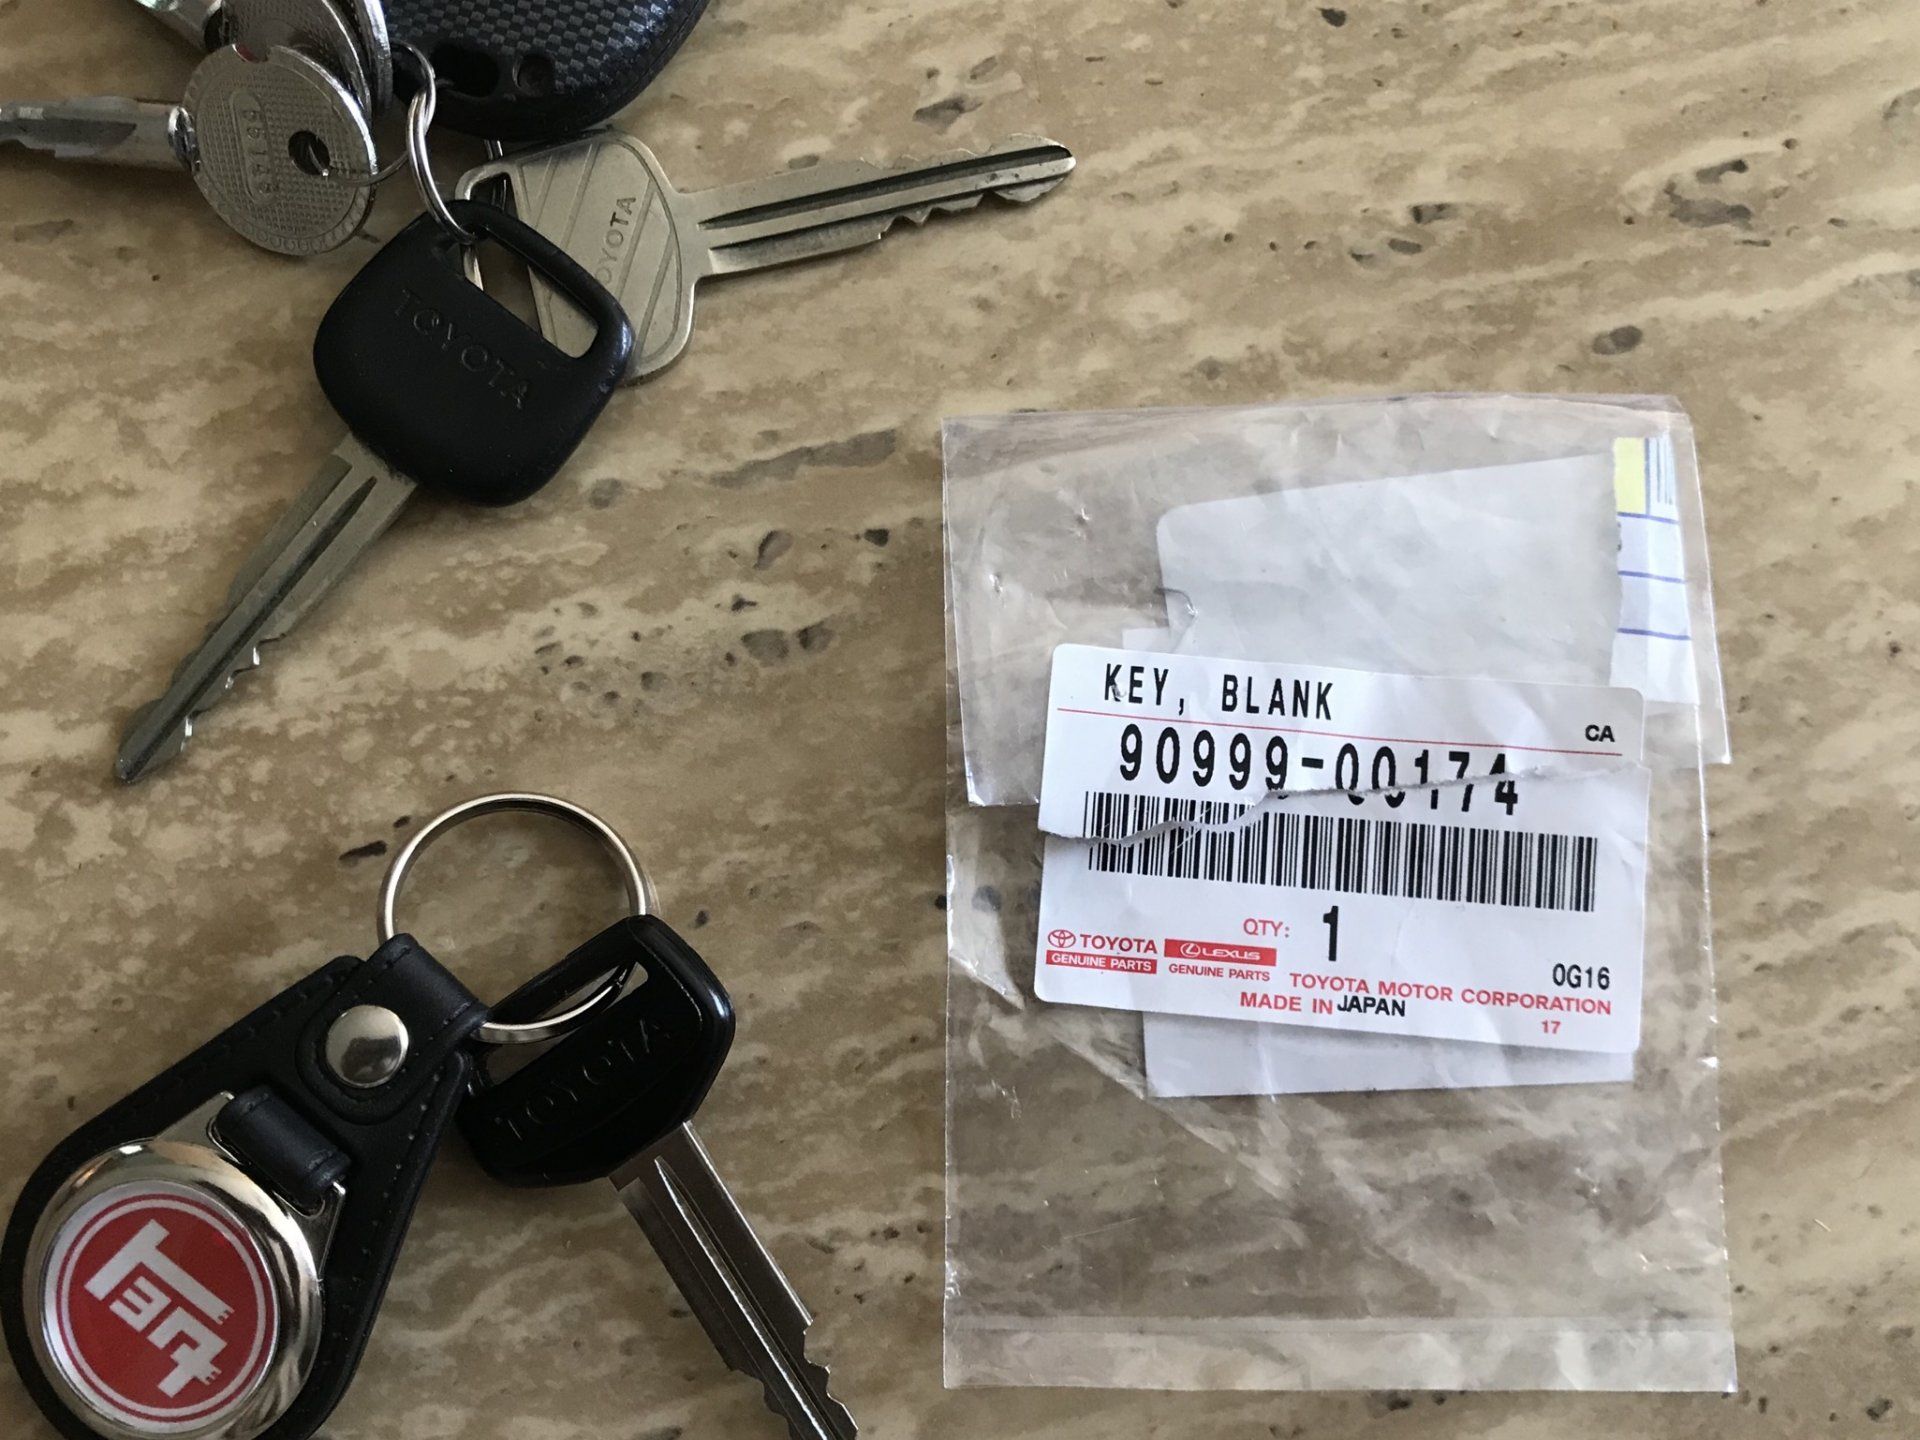 TOYOTA
TOYOTA
KEY, BLANK
CA
90999-00174
QTY: 1
TOYOTA
GENUINE PARTS
LEXUS
GENUINE PARTS
0G16
TOYOTA MOTOR CORPORATION
MADE IN JAPAN
17
TOYOTA
TEQ